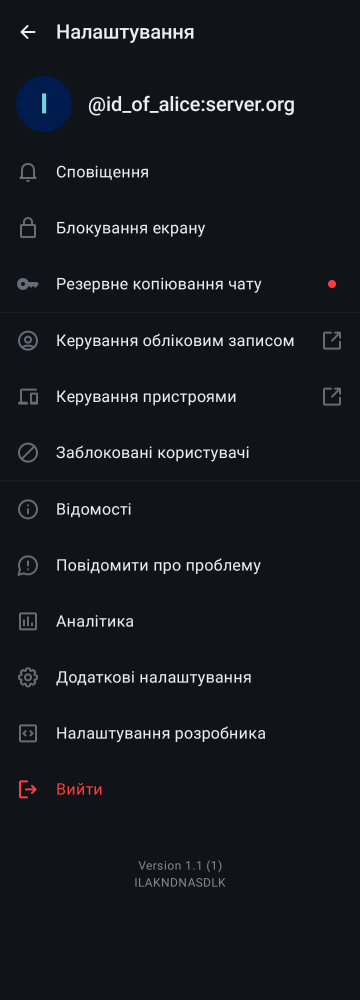 Налаштування
I
@id_of_alice:server.org
Сповіщення
Блокування екрану
Резервне копіювання чату
Керування обліковим записом
Керування пристроями
Заблоковані користувачі
Відомості
Повідомити про проблему
Аналітика
Додаткові налаштування
Налаштування розробника
Вийти
Version 1.1 (1)
ILAKNDNASDLK